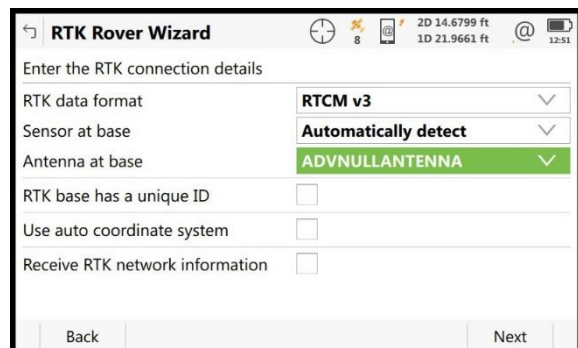 RTK Rover Wizard
8
@
2D 14.6799 ft
1D 21.9661 ft
@
12:51
Enter the RTK connection details
RTK data format RTCM v3
Sensor at base Automatically detect
Antenna at base ADVNULLANTENNA
RTK base has a unique ID
Use auto coordinate system
Receive RTK network information
Back Next